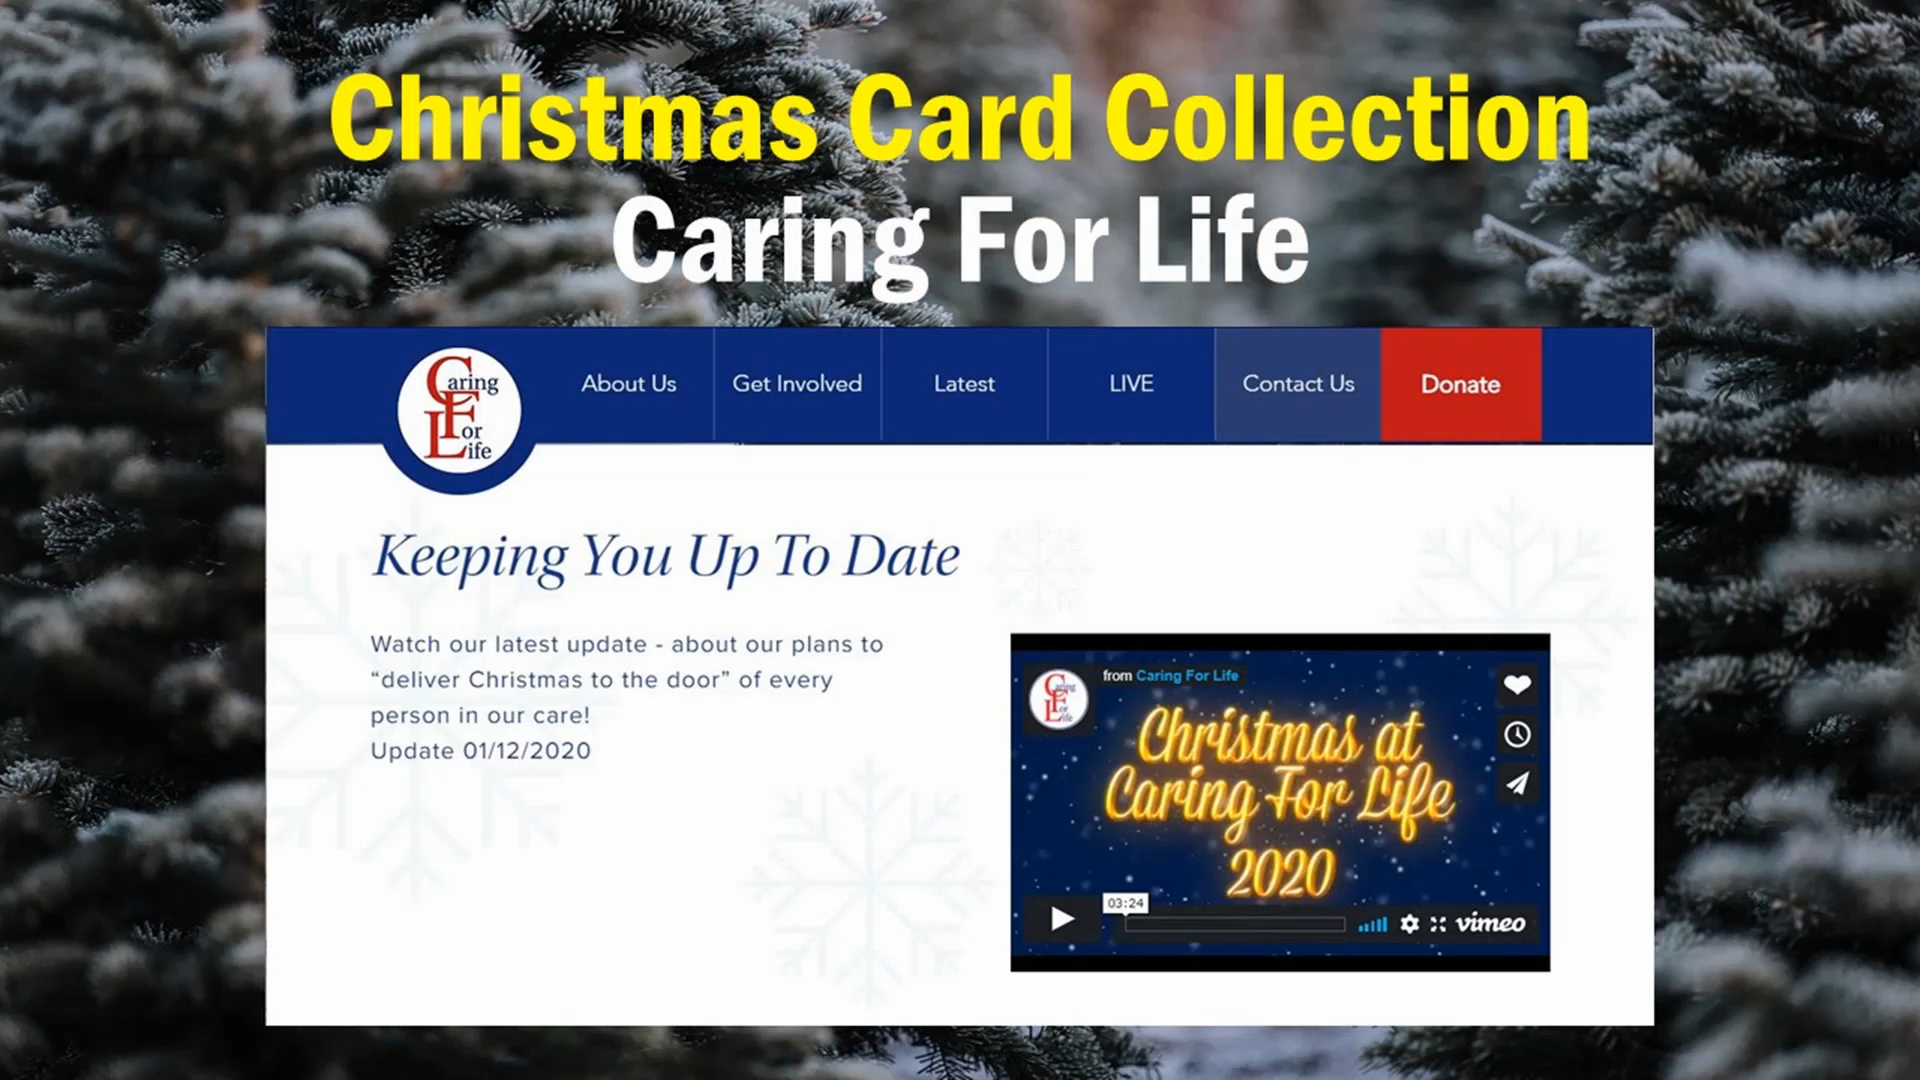 Christmas Card Collection
Caring For Life
Caring
For
Life
About Us
Get Involved
Latest
LIVE
Contact Us
Donate
Keeping You Up To Date
Watch our latest update - about our plans to
“deliver Christmas to the door” of every
person in our care!
Update 01/12/2020
Caring
For
Life
from Caring For Life
Christmas at
Caring For Life
2020
03:24
vimeo